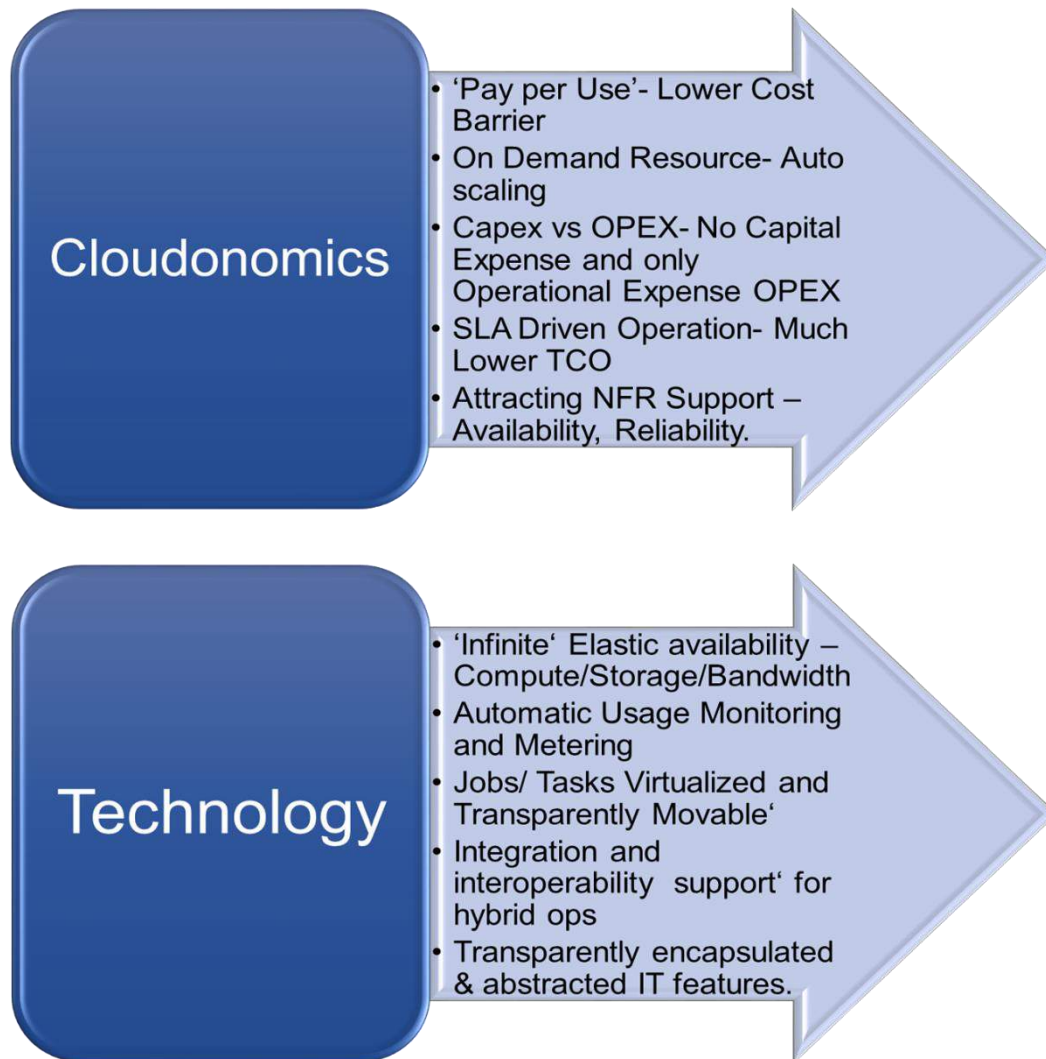 Cloudonomics
• ‘Pay per Use’- Lower Cost
Barrier
• On Demand Resource- Auto
scaling
• Capex vs OPEX- No Capital
Expense and only
Operational Expense OPEX
• SLA Driven Operation- Much
Lower TCO
• Attracting NFR Support –
Availability, Reliability.
Technology
• ‘Infinite‘ Elastic availability –
Compute/Storage/Bandwidth
• Automatic Usage Monitoring
and Metering
• Jobs/ Tasks Virtualized and
Transparently Movable‘
• Integration and
interoperability support‘ for
hybrid ops
• Transparently encapsulated
& abstracted IT features.